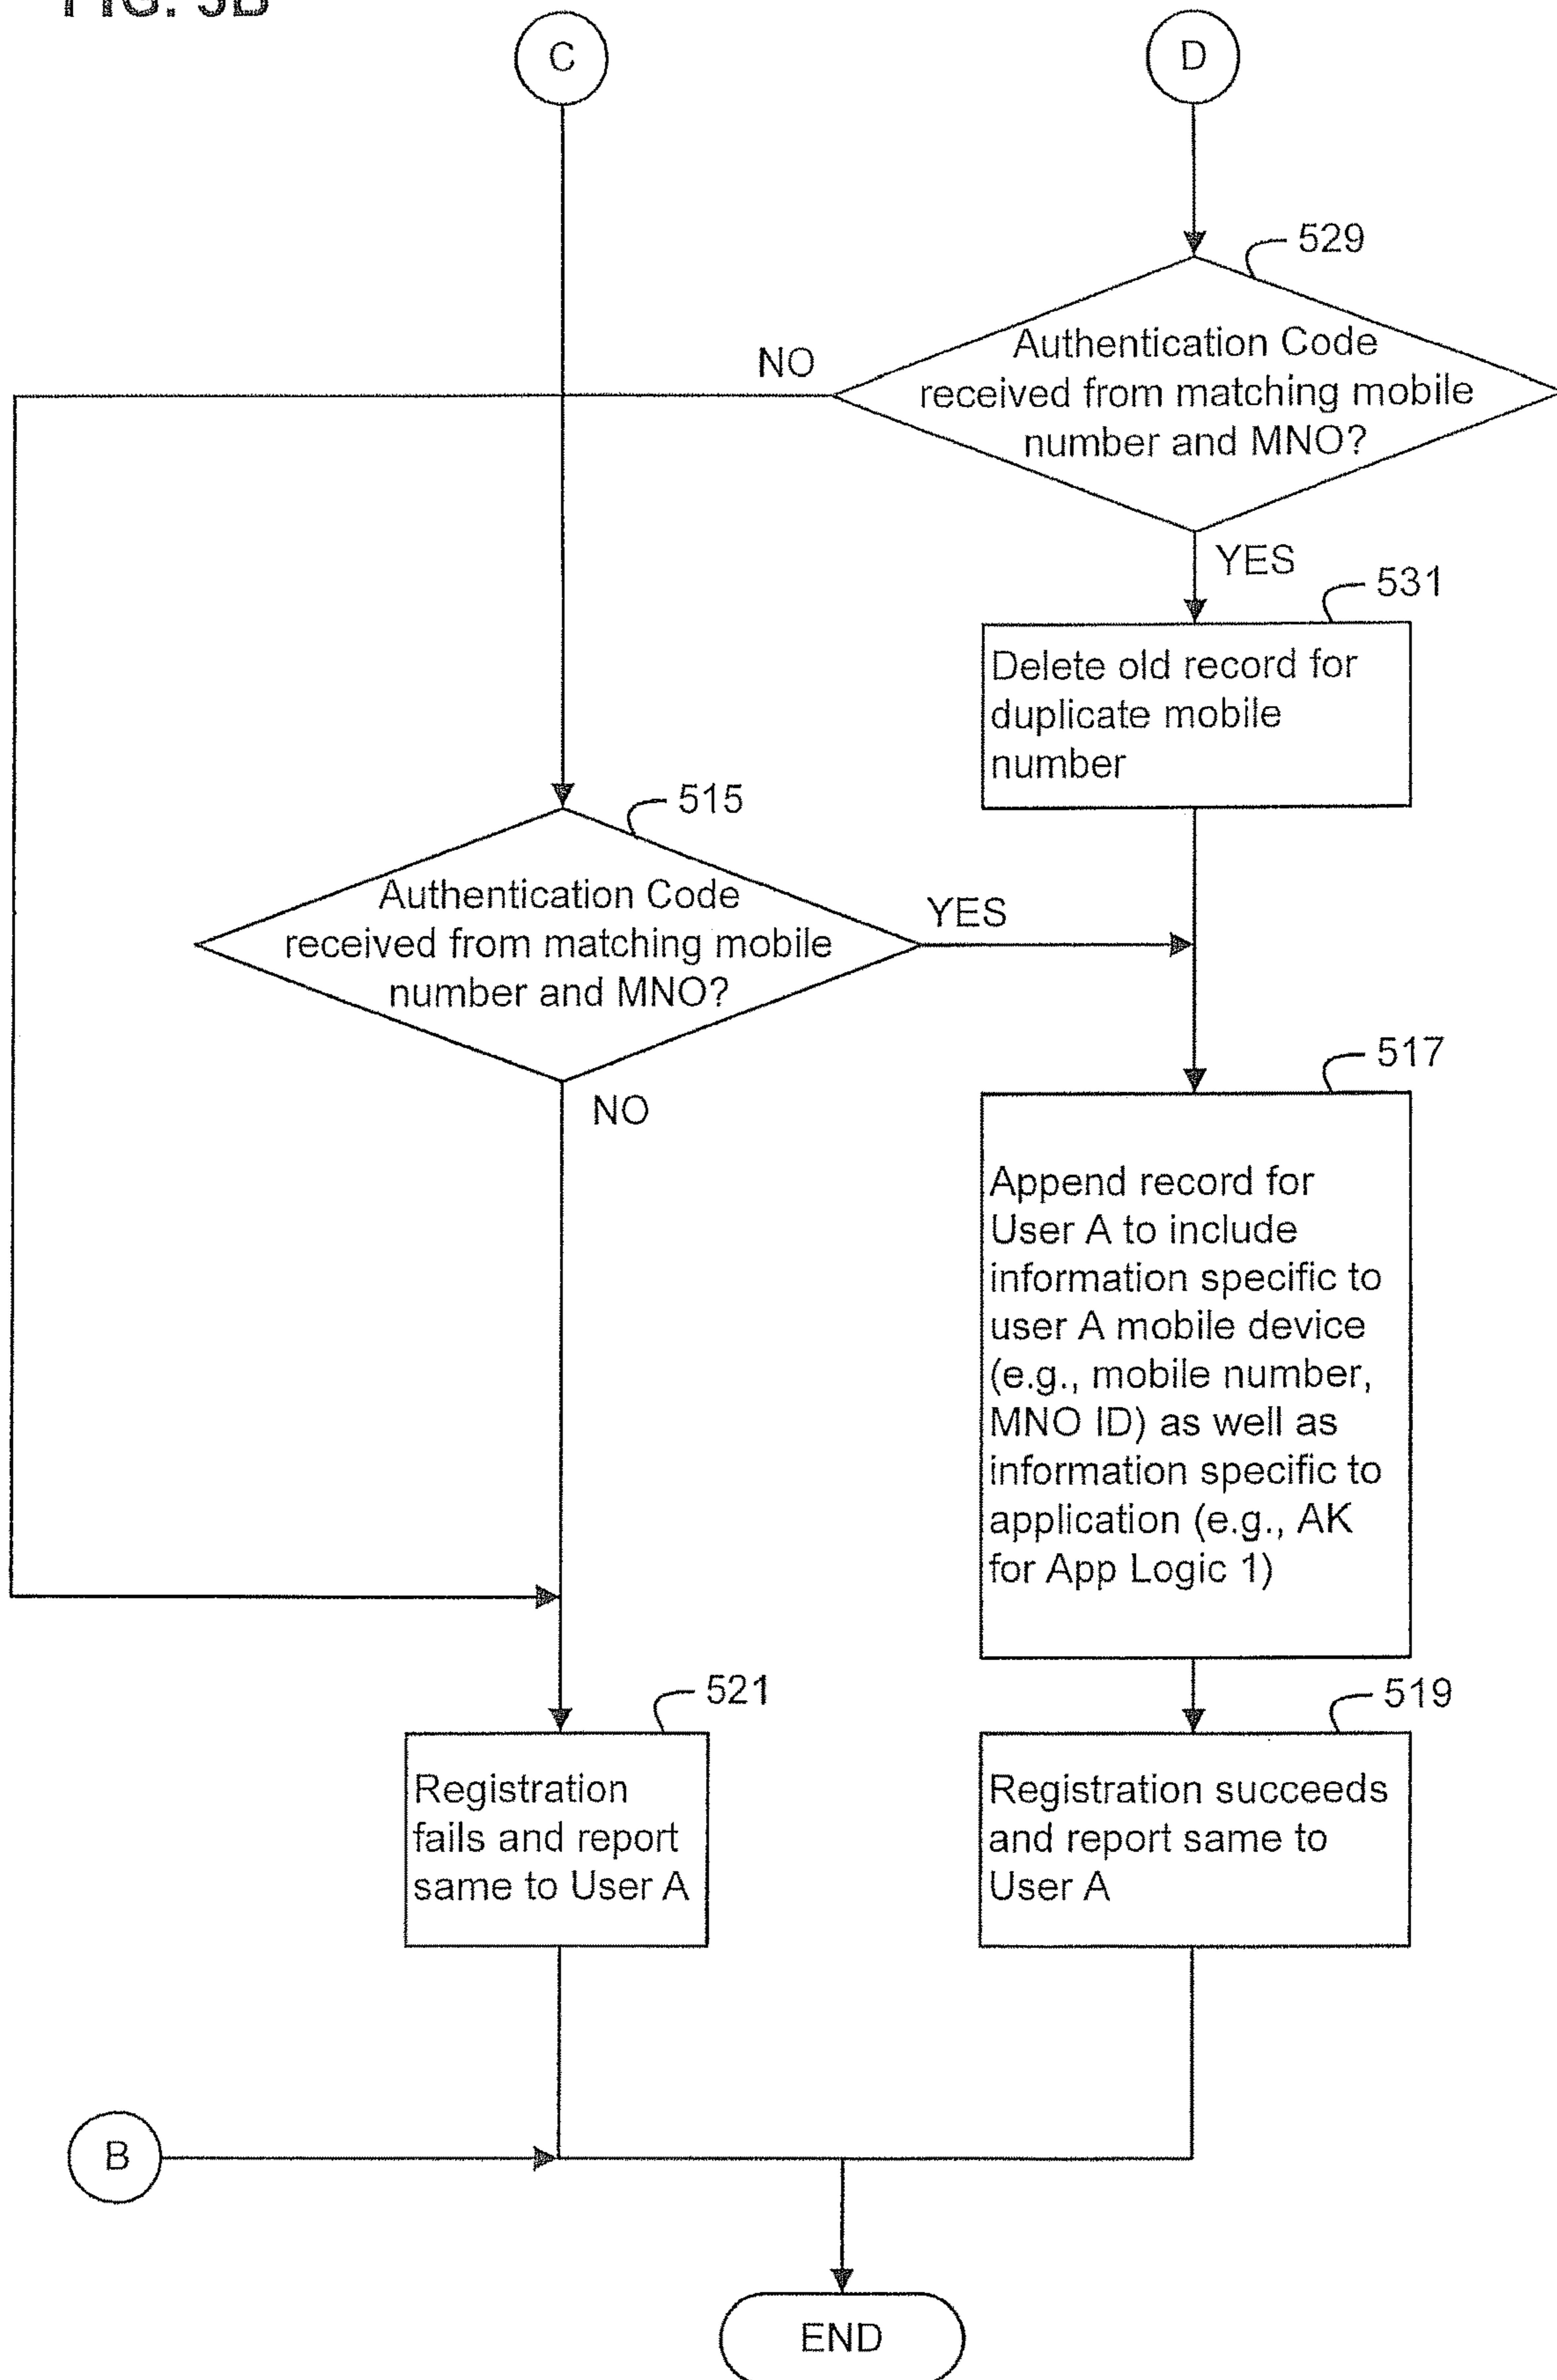 FIG. 5B
C
D
529
NO
Authentication Code
received from matching mobile
number and MNO?
YES
531
Delete old record for
duplicate mobile
number
515
Authentication Code
received from matching mobile
number and MNO?
YES
NO
517
Append record for
User A to include
information specific to
user A mobile device
(e.g., mobile number,
MNO ID) as well as
information specific to
application (e.g., AK
for App Logic 1)
521
Registration
fails and report
same to User A
519
Registration succeeds
and report same to
User A
B
END